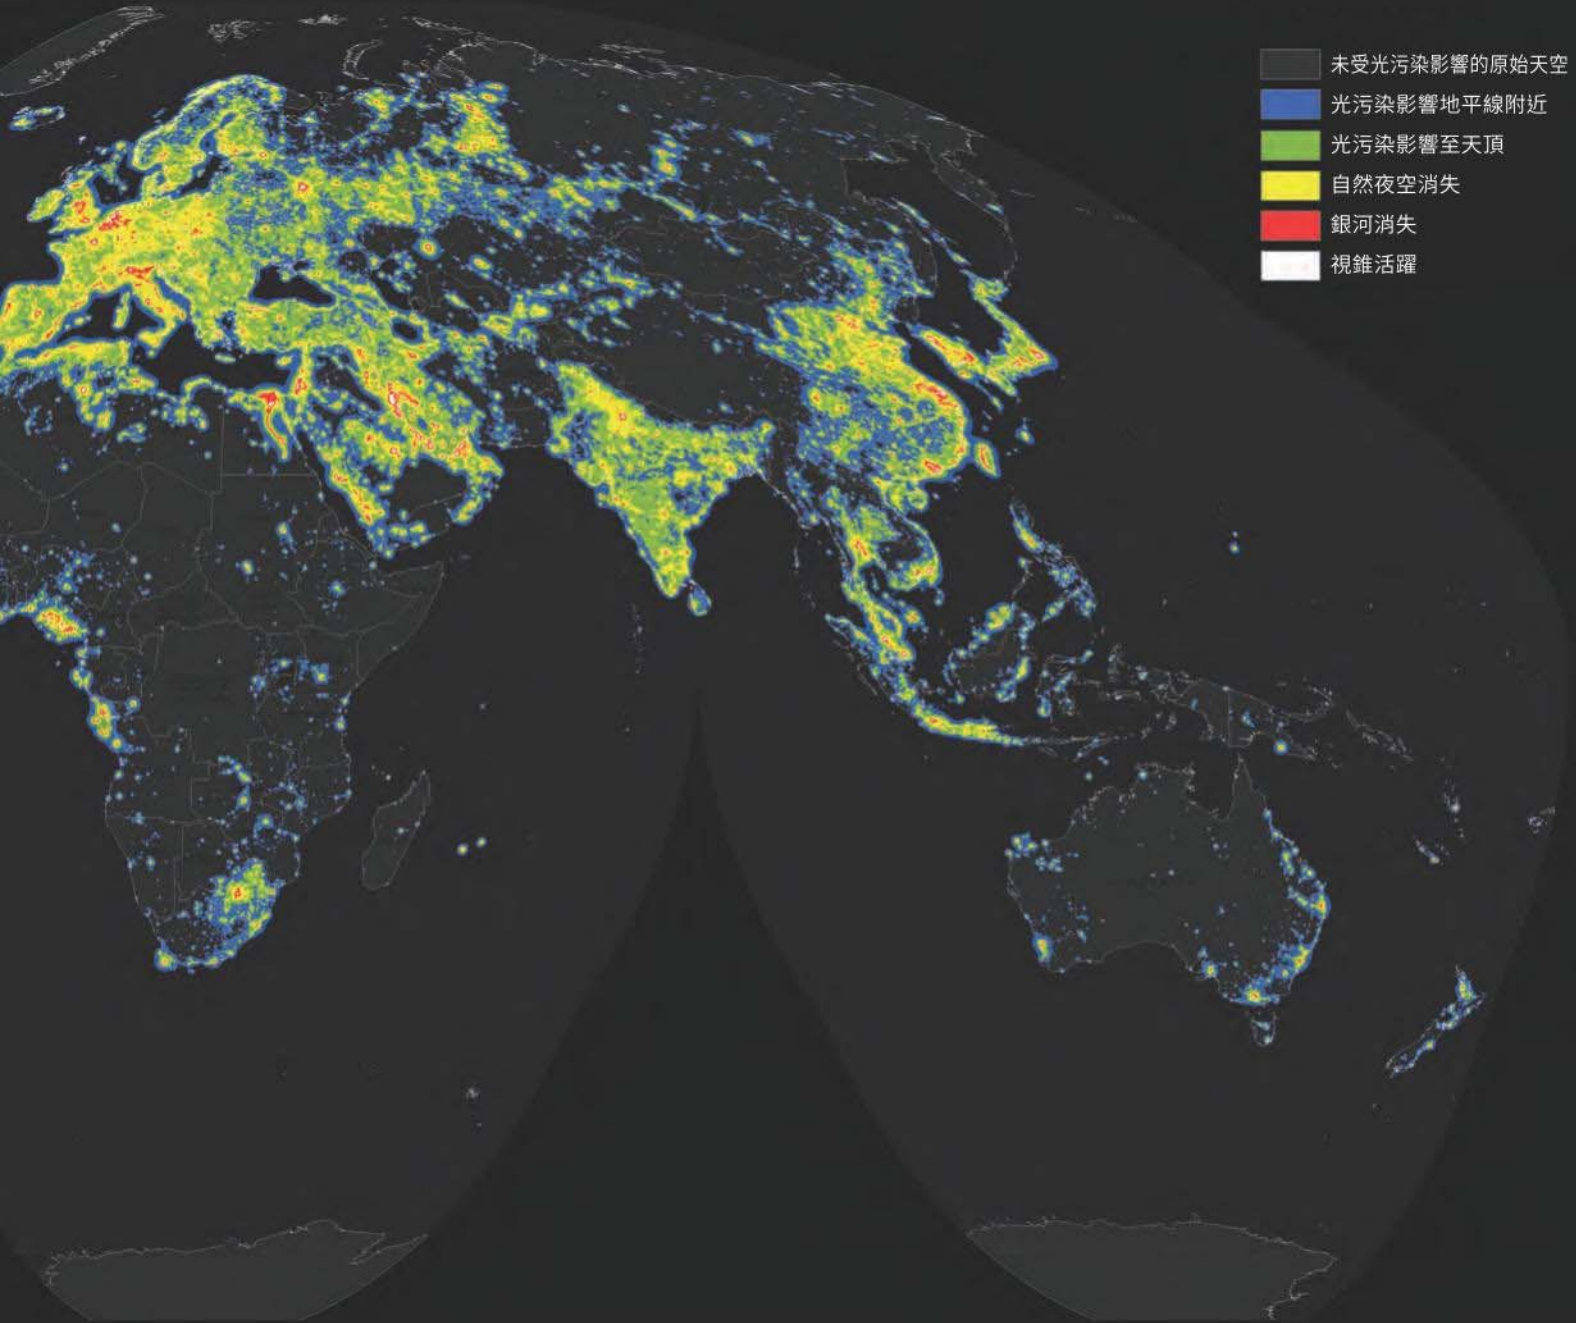 未受光污染影響的原始天空
光污染影響地平線附近
光污染影響至天頂
自然夜空消失
銀河消失
視錐活躍